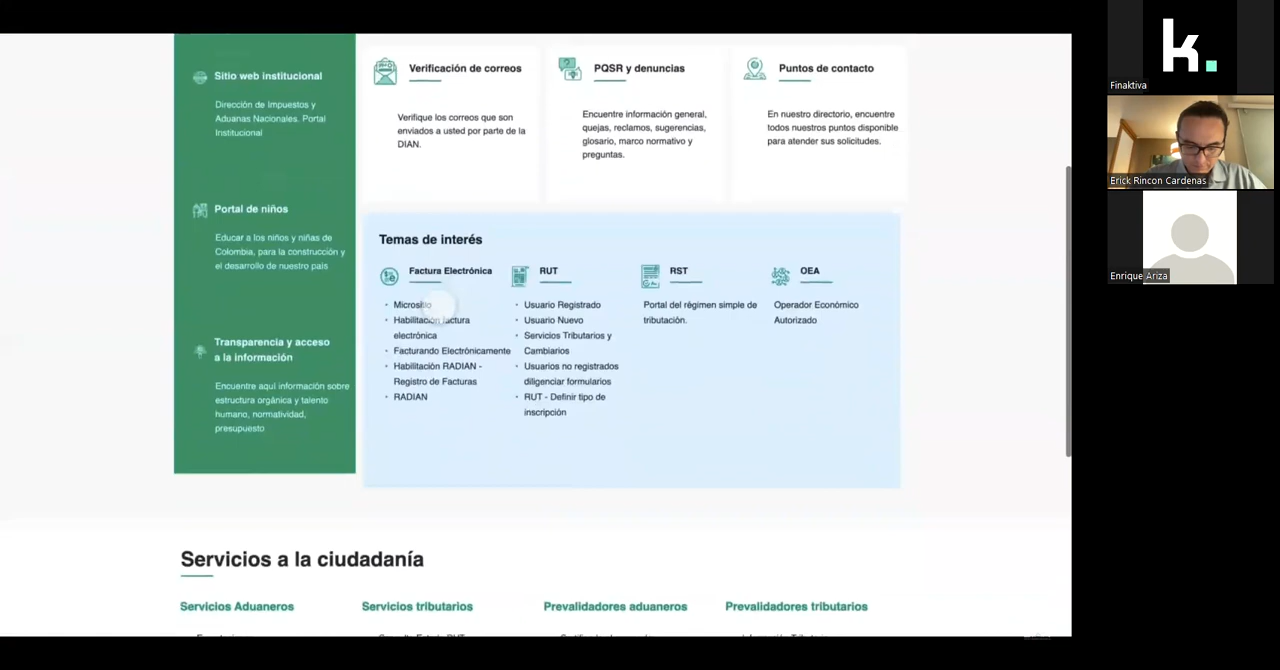 Sitio web institucional
Dirección de Impuestos y
Aduanas Nacionales. Portal
Institucional
Portal de niños
Educar a los niños y niñas de
Colombia, para la construcción y
el desarrollo de nuestro país
Transparencia y acceso
a la información
Encuentre aquí información sobre
estructura orgánica y talento
humano, normatividad,
presupuesto
Verificación de correos
Verifique los correos que son
enviados a usted por parte de la
DIAN.
PQSR y denuncias
Encuentre información general,
quejas, reclamos, sugerencias,
glosario, marco normativo y
preguntas.
Puntos de contacto
En nuestro directorio, encuentre
todos nuestros puntos disponible
para atender sus solicitudes.
Temas de interés
Factura Electrónica
Micrositio
Habilitación factura
electrónica
Facturando Electrónicamente
Habilitación RADIAN -
Registro de Facturas
RADIAN
RUT
Usuario Registrado
Usuario Nuevo
Servicios Tributarios y
Cambiarios
Usuarios no registrados
diligenciar formularios
RUT - Definir tipo de
inscripción
RST
Portal del régimen simple de
tributación.
OEA
Operador Económico
Autorizado
Servicios a la ciudadanía
Servicios Aduaneros
Servicios tributarios
Prevalidadores aduaneros
Prevalidadores tributarios
k.
Finaktiva
Erick Rincon Cardenas
Enrique Ariza